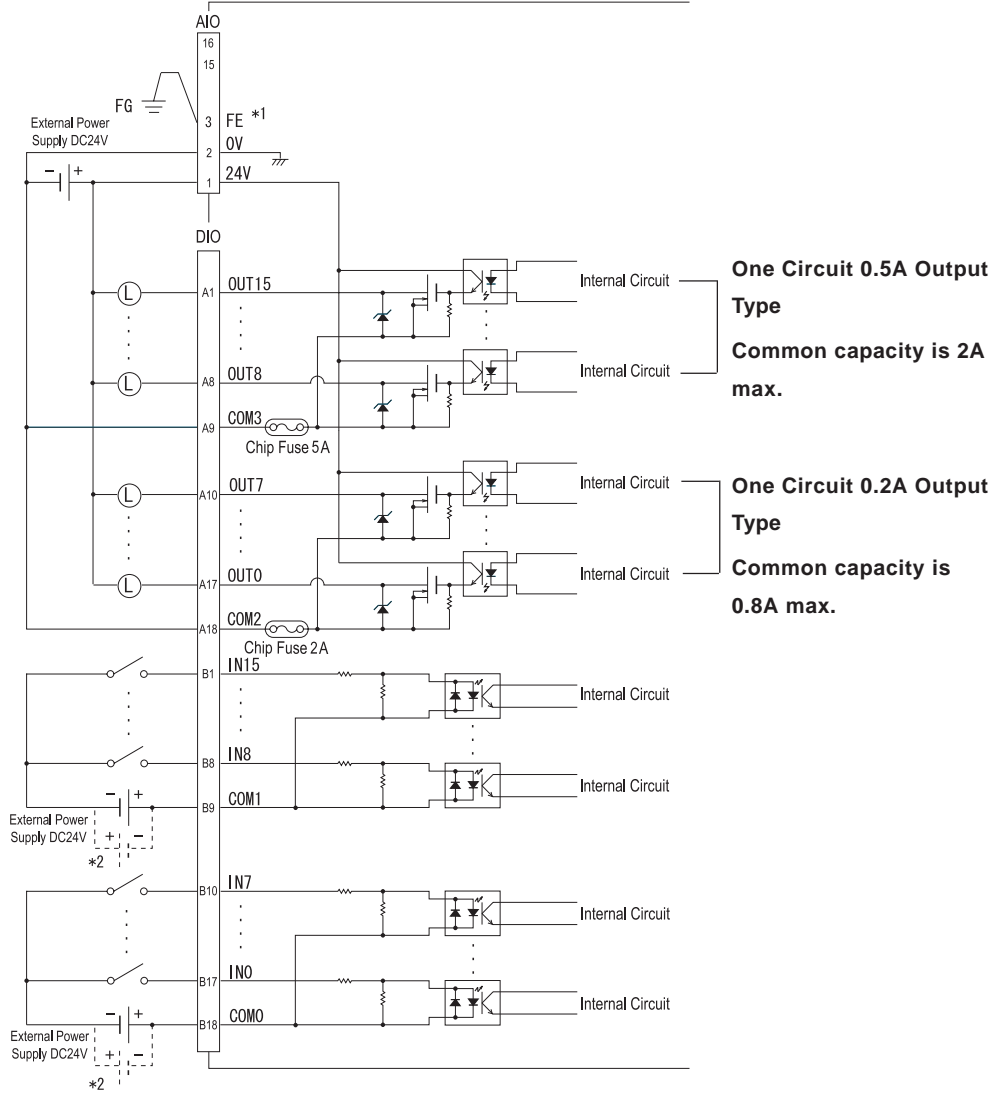 AIO
16
15
FG
3 FE *1
External Power
Supply DC24V
2 0V
- + 1 24V
DIO
L A1 OUT15 Internal Circuit
One Circuit 0.5A Output
Type
L A8 OUT8 Internal Circuit
Common capacity is 2A
max.
A9 COM3
Chip Fuse 5A
L A10 OUT7 Internal Circuit
One Circuit 0.2A Output
Type
L A17 OUT0 Internal Circuit
Common capacity is
0.8A max.
A18 COM2
Chip Fuse 2A
B1 IN15
Internal Circuit
B8 IN8
Internal Circuit
- + B9 COM1
External Power
Supply DC24V
+ -
*2
B10 IN7
Internal Circuit
B17 IN0
Internal Circuit
- + B18 COM0
External Power
Supply DC24V
+ -
*2